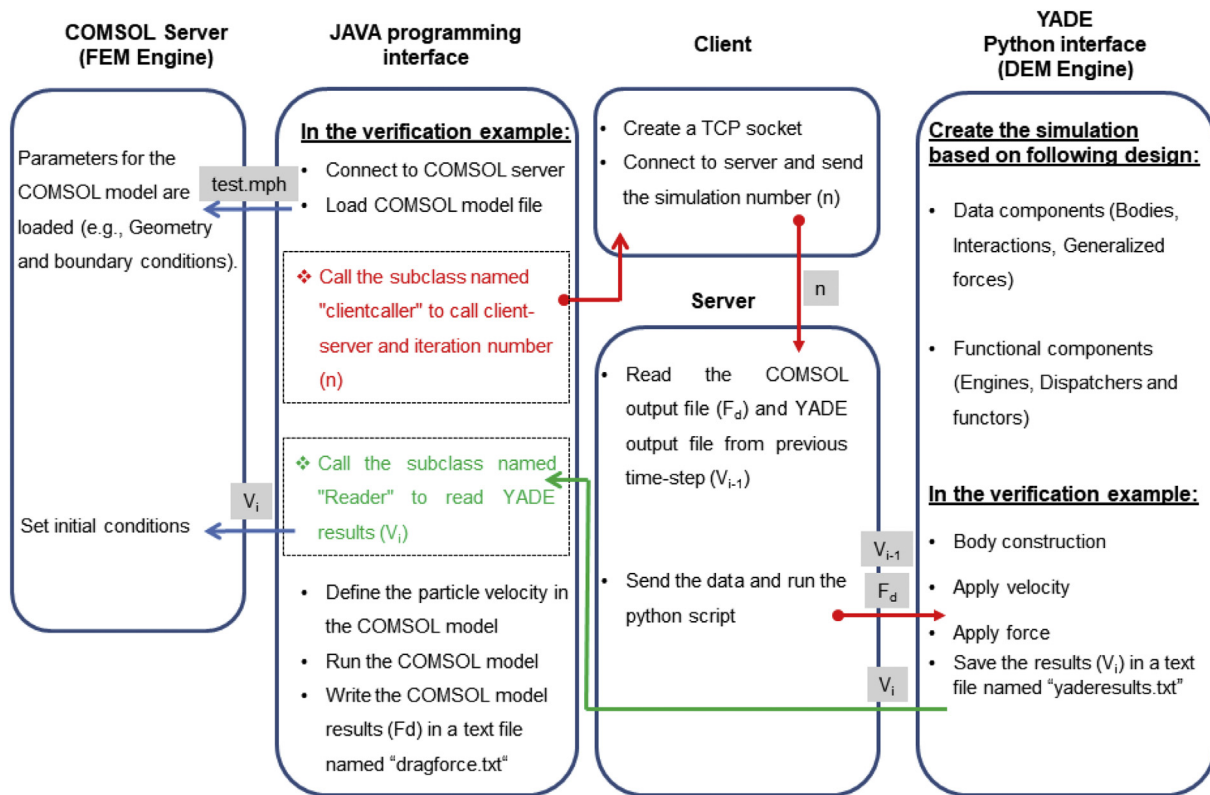 COMSOL Server
(FEM Engine)
Parameters for the
COMSOL model are
loaded (e.g., Geometry
and boundary conditions).
Set initial conditions
test.mph
Vi
JAVA programming
interface
In the verification example:
• Connect to COMSOL server
• Load COMSOL model file
❖ Call the subclass named
"clientcaller" to call client-
server and iteration number
(n)
❖ Call the subclass named
"Reader" to read YADE
results (Vi)
• Define the particle velocity in
the COMSOL model
• Run the COMSOL model
• Write the COMSOL model
results (Fd) in a text file
named “dragforce.txt“
Client
• Create a TCP socket
• Connect to server and send
the simulation number (n)
n
Server
• Read the COMSOL
output file (Fd) and YADE
output file from previous
time-step (Vi-1)
• Send the data and run the
python script
Vi-1
Fd
Vi
YADE
Python interface
(DEM Engine)
Create the simulation
based on following design:
• Data components (Bodies,
Interactions, Generalized
forces)
• Functional components
(Engines, Dispatchers and
functors)
In the verification example:
• Body construction
• Apply velocity
• Apply force
• Save the results (Vi) in a text
file named “yaderesults.txt”